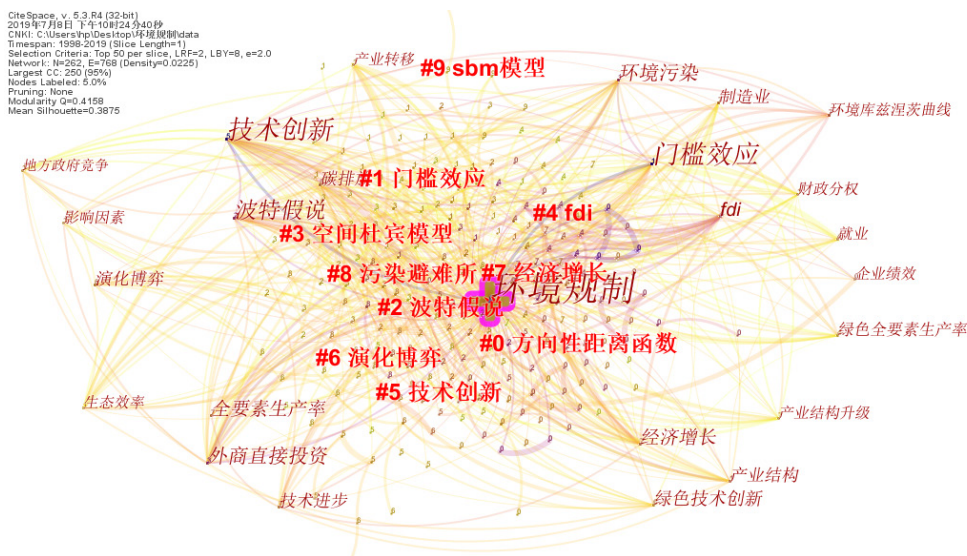 CiteSpace, v. 5.3.R4 (32-bit)
2019年7月8日 下午10时24分40秒
CNKI: C:\Users\hp\Desktop\环境规制\data
Timespan: 1998-2019 (Slice Length=1)
Selection Criteria: Top 50 per slice, LRF=2, LBY=8, e=2.0
Network: N=262, E=768 (Density=0.0225)
Largest CC: 250 (95%)
Nodes Labeled: 5.0%
Pruning: None
Modularity Q=0.4158
Mean Silhouette=0.3875
产业转移
#9 sbm模型
环境污染
制造业
环境库兹涅茨曲线
技术创新
门槛效应
地方政府竞争
碳排
#1 门槛效应
财政分权
影响因素
波特假说
#4 fdi
fdi
#3 空间杜宾模型
就业
演化博弈
#8 污染避难所
#7 经济增长
企业绩效
环境规制
#2 波特假说
绿色全要素生产率
#0 方向性距离函数
#6 演化博弈
#5 技术创新
生态效率
全要素生产率
产业结构升级
经济增长
外商直接投资
产业结构
技术进步
绿色技术创新